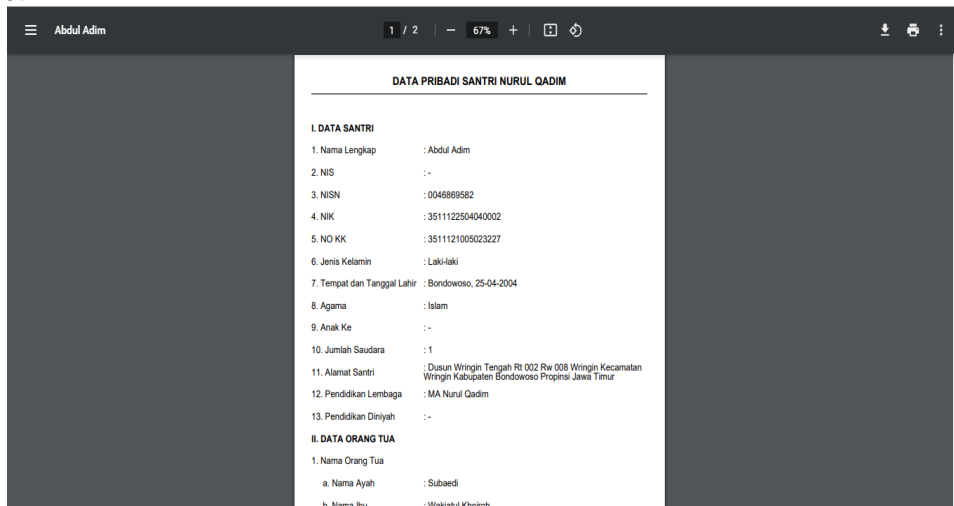 Abdul Adim
1 / 2
67%
DATA PRIBADI SANTRI NURUL QADIM
I. DATA SANTRI
1. Nama Lengkap : Abdul Adim
2. NIS : -
3. NISN : 0046869582
4. NIK : 3511122504040002
5. NO KK : 3511121005023227
6. Jenis Kelamin : Laki-laki
7. Tempat dan Tanggal Lahir : Bondowoso, 25-04-2004
8. Agama : Islam
9. Anak Ke : -
10. Jumlah Saudara : 1
11. Alamat Santri : Dusun Wringin Tengah Rt 002 Rw 008 Wringin Kecamatan
Wringin Kabupaten Bondowoso Propinsi Jawa Timur
12. Pendidikan Lembaga : MA Nurul Qadim
13. Pendidikan Diniyah : -
II. DATA ORANG TUA
1. Nama Orang Tua
a. Nama Ayah : Subaedi
b. Nama Ibu :